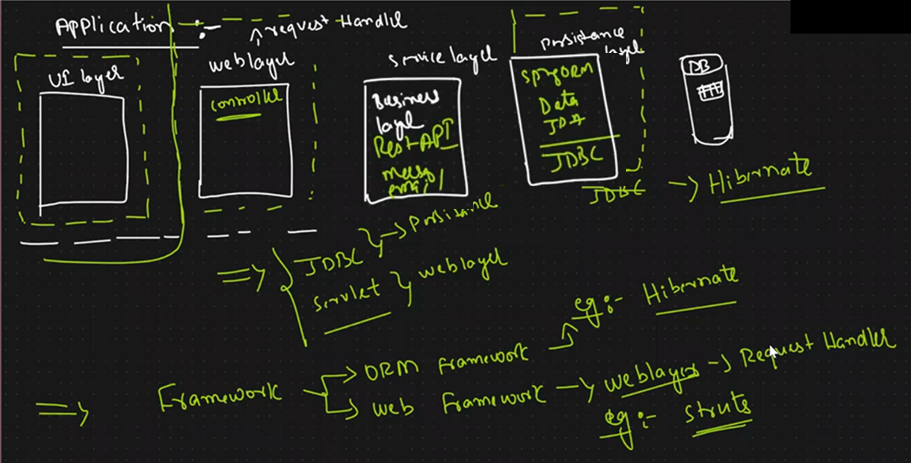 Application :-
request Handler
UI layer
weblayer
controller
Service layer
Business
layer
Rest API
Persistance
layer
spring ORM
Data
JPA
JDBC
DB
JDBC -> Hibernate
=> JDBC } -> Persistance
Servlet } weblayer
eg:- Hibernate
=> Framework
-> ORM Framework
-> web Framework -> weblayer -> Request Handler
eg:- struts